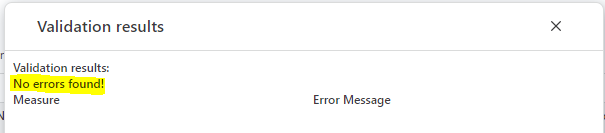 Validation results
Validation results:
No errors found!
Measure Error Message